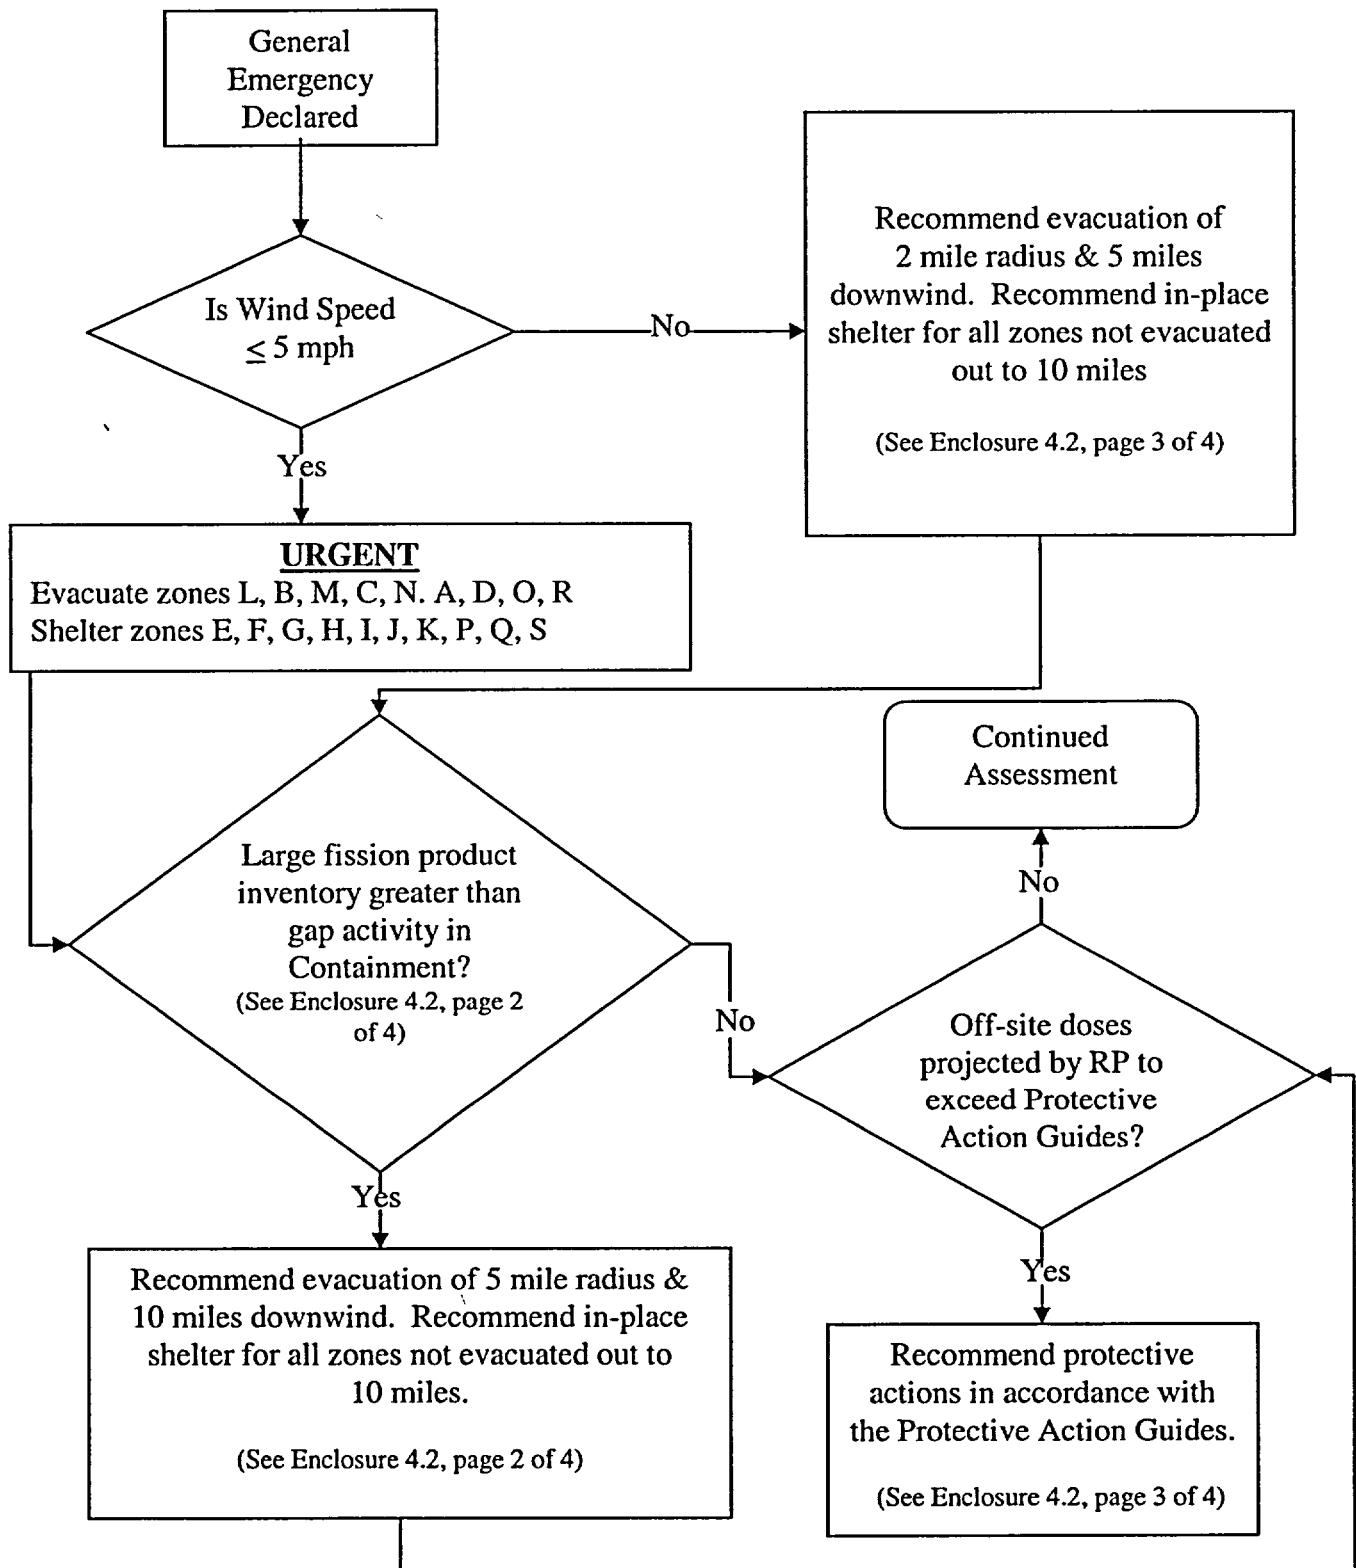 General
Emergency
Declared
Is Wind Speed
≤ 5 mph
No
Recommend evacuation of
2 mile radius & 5 miles
downwind. Recommend in-place
shelter for all zones not evacuated
out to 10 miles
(See Enclosure 4.2, page 3 of 4)
Yes
URGENT
Evacuate zones L, B, M, C, N. A, D, O, R
Shelter zones E, F, G, H, I, J, K, P, Q, S
Continued
Assessment
No
Large fission product
inventory greater than
gap activity in
Containment?
(See Enclosure 4.2, page 2
of 4)
No
Off-site doses
projected by RP to
exceed Protective
Action Guides?
Yes
Recommend evacuation of 5 mile radius &
10 miles downwind. Recommend in-place
shelter for all zones not evacuated out to
10 miles.
(See Enclosure 4.2, page 2 of 4)
Yes
Recommend protective
actions in accordance with
the Protective Action Guides.
(See Enclosure 4.2, page 3 of 4)